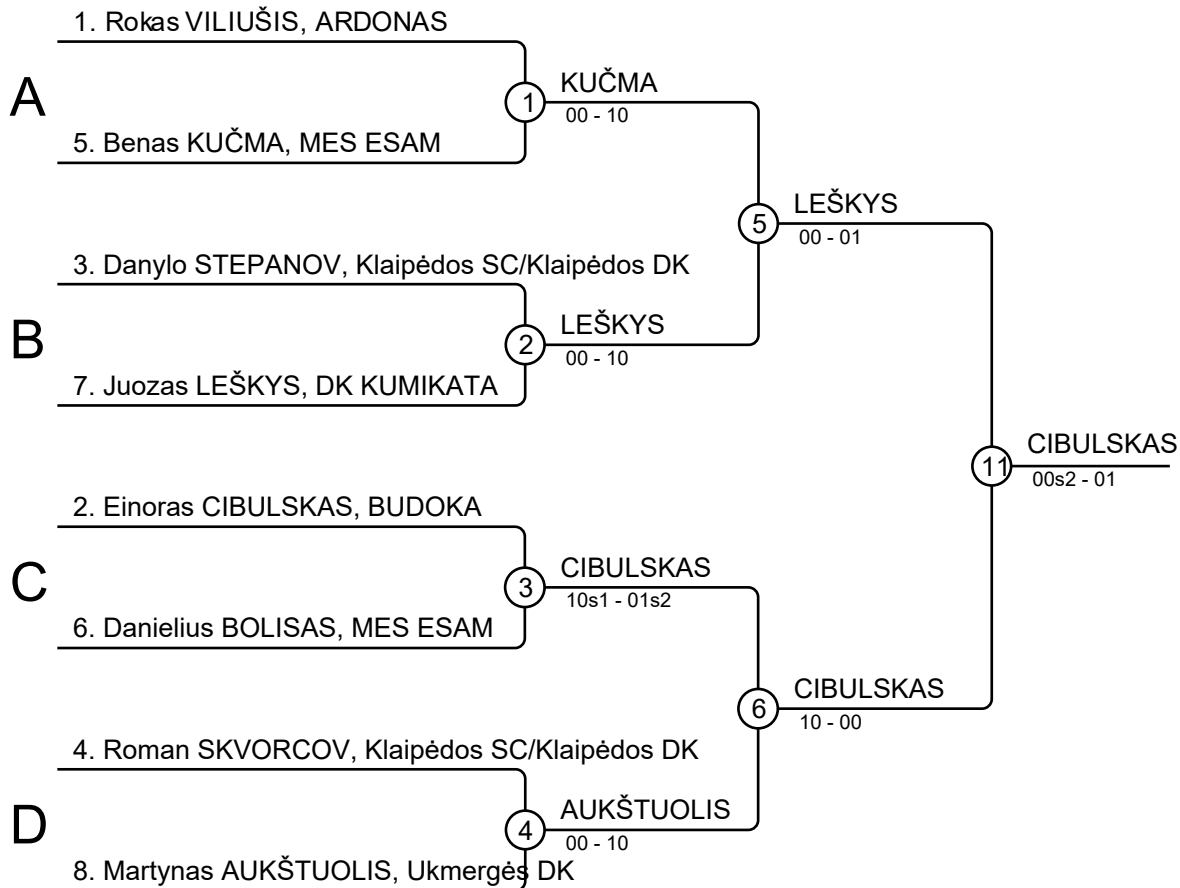 1. Rokas VILIUŠIS, ARDONAS
A
1
KUČMA
00 - 10
5. Benas KUČMA, MES ESAM
5
LEŠKYS
00 - 01
3. Danylo STEPANOV, Klaipėdos SC/Klaipėdos DK
B
2
LEŠKYS
00 - 10
7. Juozas LEŠKYS, DK KUMIKATA
11
CIBULSKAS
00s2 - 01
2. Einoras CIBULSKAS, BUDOKA
C
3
CIBULSKAS
10s1 - 01s2
6. Danielius BOLISAS, MES ESAM
6
CIBULSKAS
10 - 00
4. Roman SKVORCOV, Klaipėdos SC/Klaipėdos DK
D
4
AUKŠTUOLIS
00 - 10
8. Martynas AUKŠTUOLIS, Ukmergės DK